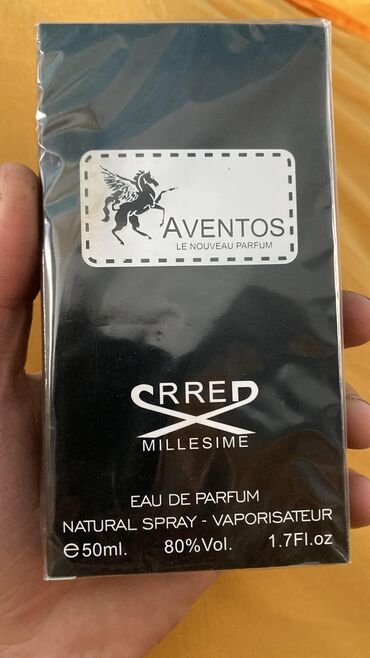 AVENTOS
LE NOUVEAU PARFUM
CRRED
MILLESIME
EAU DE PARFUM
NATURAL SPRAY - VAPORISATEUR
℮50ml. 80%Vol. 1.7Fl.oz